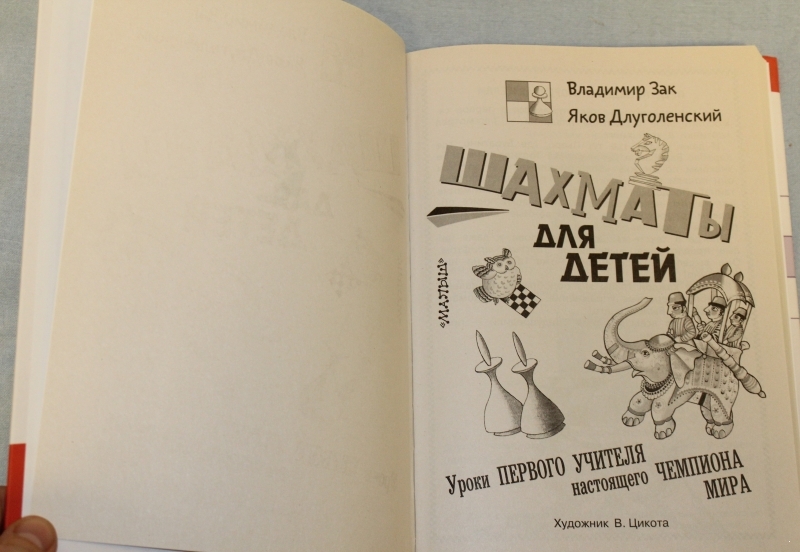 Владимир Зак
Яков Длуголенский
ШАХМАТЫ
ДЛЯ
ДЕТЕЙ
«МАЛЫШ»
Уроки ПЕРВОГО УЧИТЕЛЯ
настоящего ЧЕМПИОНА
МИРА
Художник В. Цикота